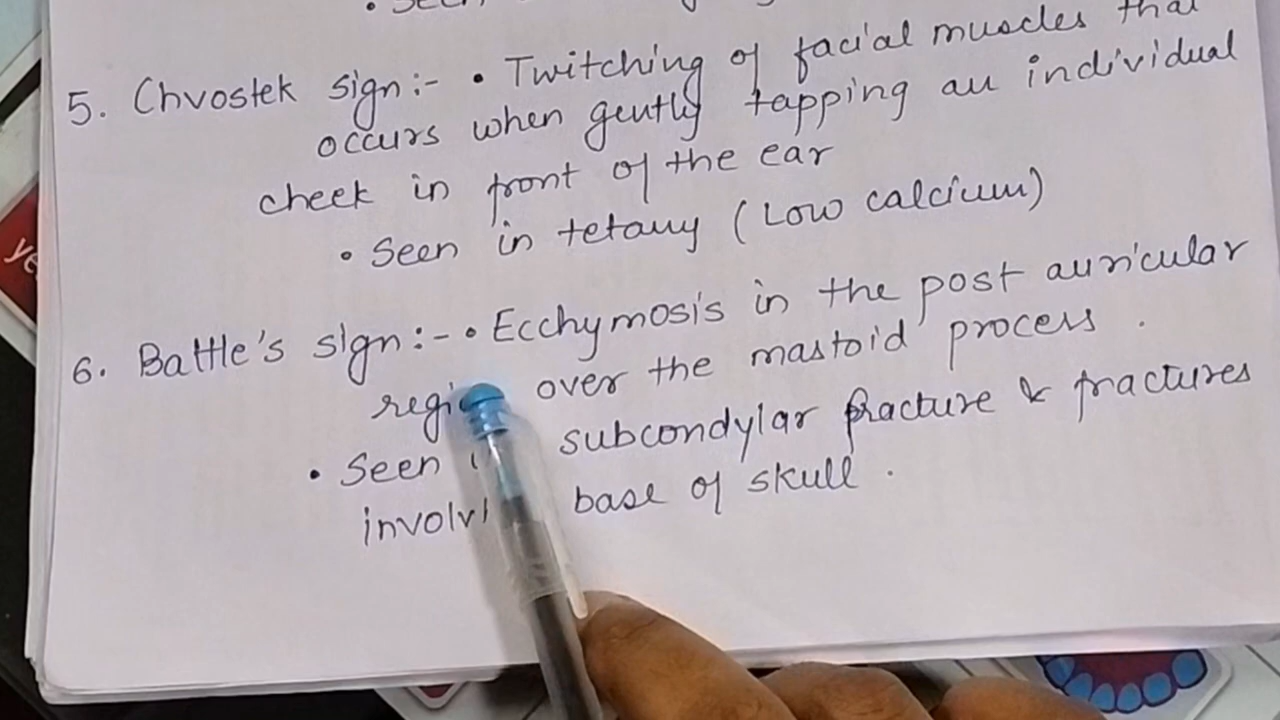 • Seen
5. Chvostek sign:- • Twitching of facial muscles that
occurs when gently tapping an individual
cheek in front of the ear
• Seen in tetany (Low calcium)
6. Battle's sign:- • Ecchymosis in the post auricular
over the mastoid process.
• Seen subcondylar fracture & fractures
base of skull.